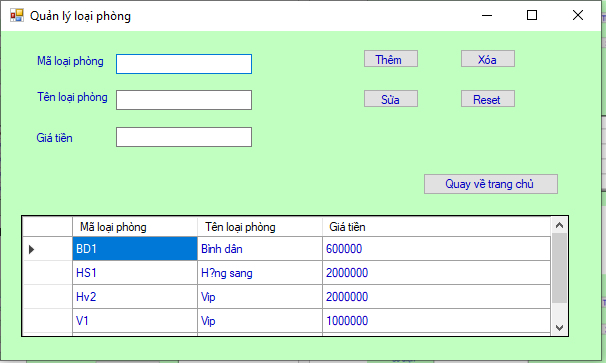 Quản lý loại phòng
Mã loại phòng
Thêm
Xóa
Tên loại phòng
Sửa
Reset
Giá tiền
Quay về trang chủ
Mã loại phòng Tên loại phòng Giá tiền
BD1 Bình dân 600000
HS1 H?ng sang 2000000
Hv2 Vip 2000000
V1 Vip 1000000